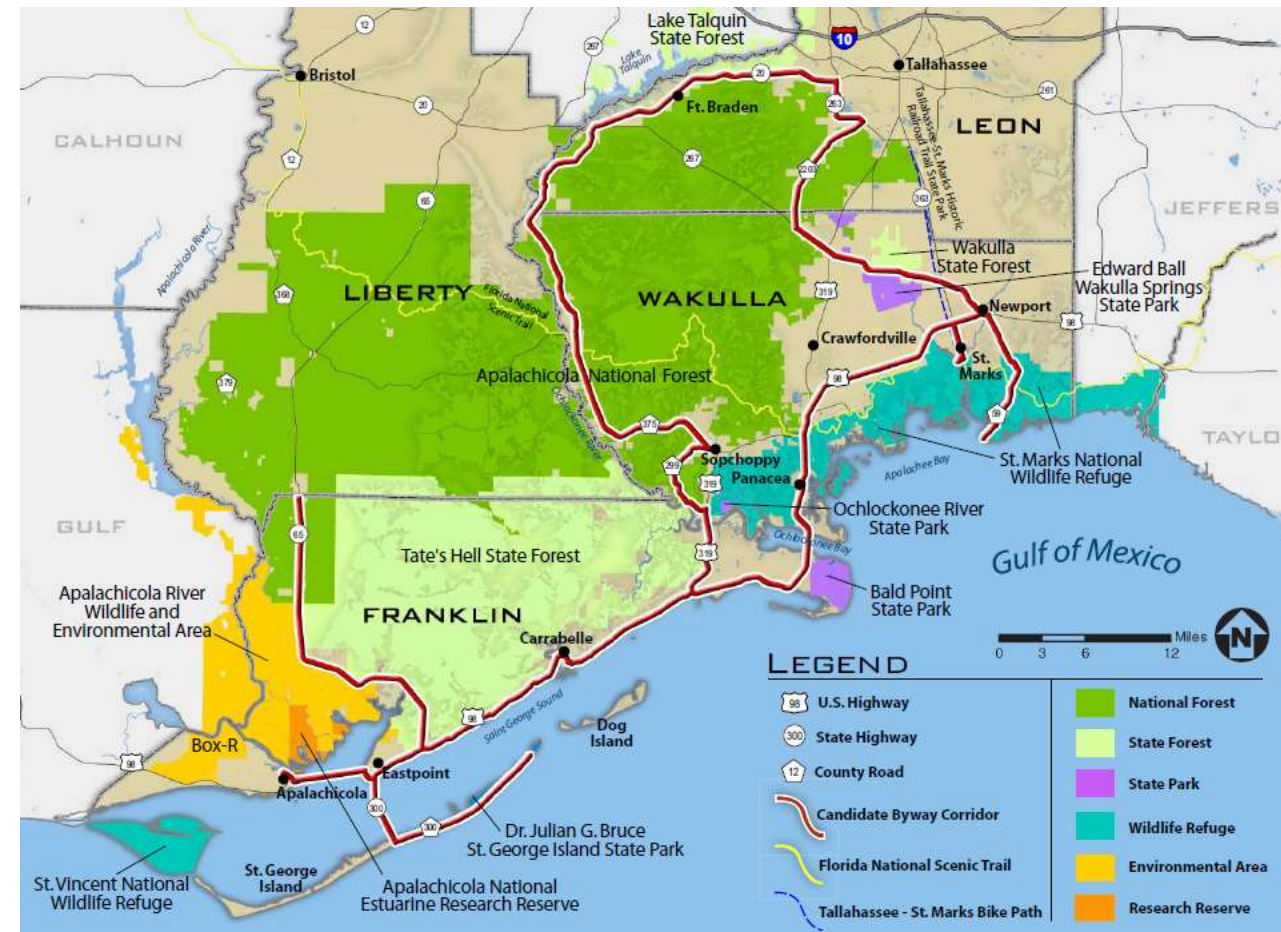 Lake Talquin
State Forest
12
267
Lake
Talquin
10
Bristol
Tallahassee
20
20
Ft. Braden
263
261
CALHOUN
LEON
Tallahassee-St. Marks Historic
Railroad Trail State Park
12
267
2203
65
363
JEFFERS
Apalachicola River
Wakulla
State Forest
Edward Ball
Wakulla Springs
State Park
368
LIBERTY
Florida National
Scenic Trail
WAKULLA
319
Newport
98
Crawfordville
St.
Marks
98
379
Apalachicola National Forest
Ochlockonee River
375
59
TAYLO
299
Sopchoppy
319
Panacea
Apalachee Bay
St. Marks National
Wildlife Refuge
Ochlockonee River
State Park
GULF
65
Ochlockonee Bay
319
Tate's Hell State Forest
Gulf of Mexico
Apalachicola River
Wildlife and
Environmental Area
Bald Point
State Park
FRANKLIN
Carrabelle
Miles
0 3 6 12
N
LEGEND
98 U.S. Highway
300 State Highway
12 County Road
Candidate Byway Corridor
Florida National Scenic Trail
Tallahassee - St. Marks Bike Path
National Forest
State Forest
State Park
Wildlife Refuge
Environmental Area
Research Reserve
98
Saint George Sound
Dog
Island
Box-R
98
Eastpoint
Apalachicola
300
300
Dr. Julian G. Bruce
St. George Island State Park
St. George
Island
St. Vincent National
Wildlife Refuge
Apalachicola National
Estuarine Research Reserve